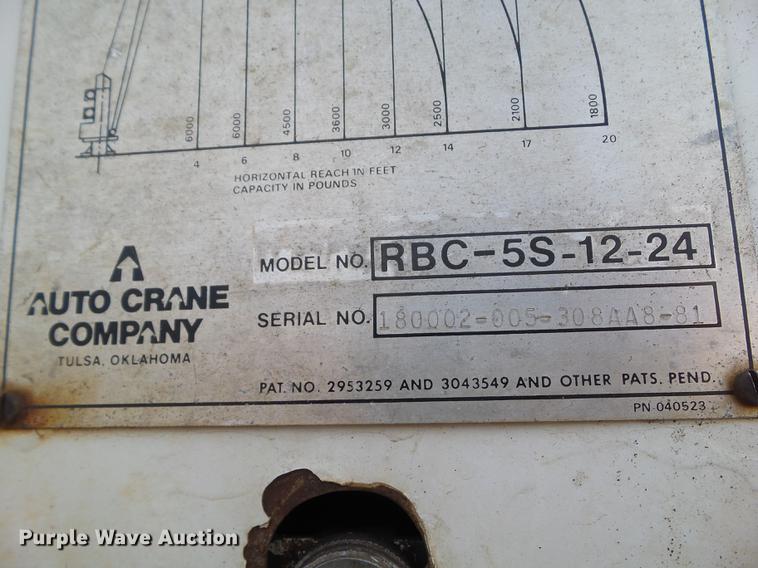 6000 6000 4500 3600 3000 2500 2100 1800
4 6 8 10 12 14 17 20
HORIZONTAL REACH IN FEET
CAPACITY IN POUNDS
MODEL NO. RBC-5S-12-24
AUTO CRANE
COMPANY
TULSA, OKLAHOMA
SERIAL NO. 180002-005-308AA8-81
PAT. NO. 2953259 AND 3043549 AND OTHER PATS. PEND.
PN 040523
Purple Wave Auction